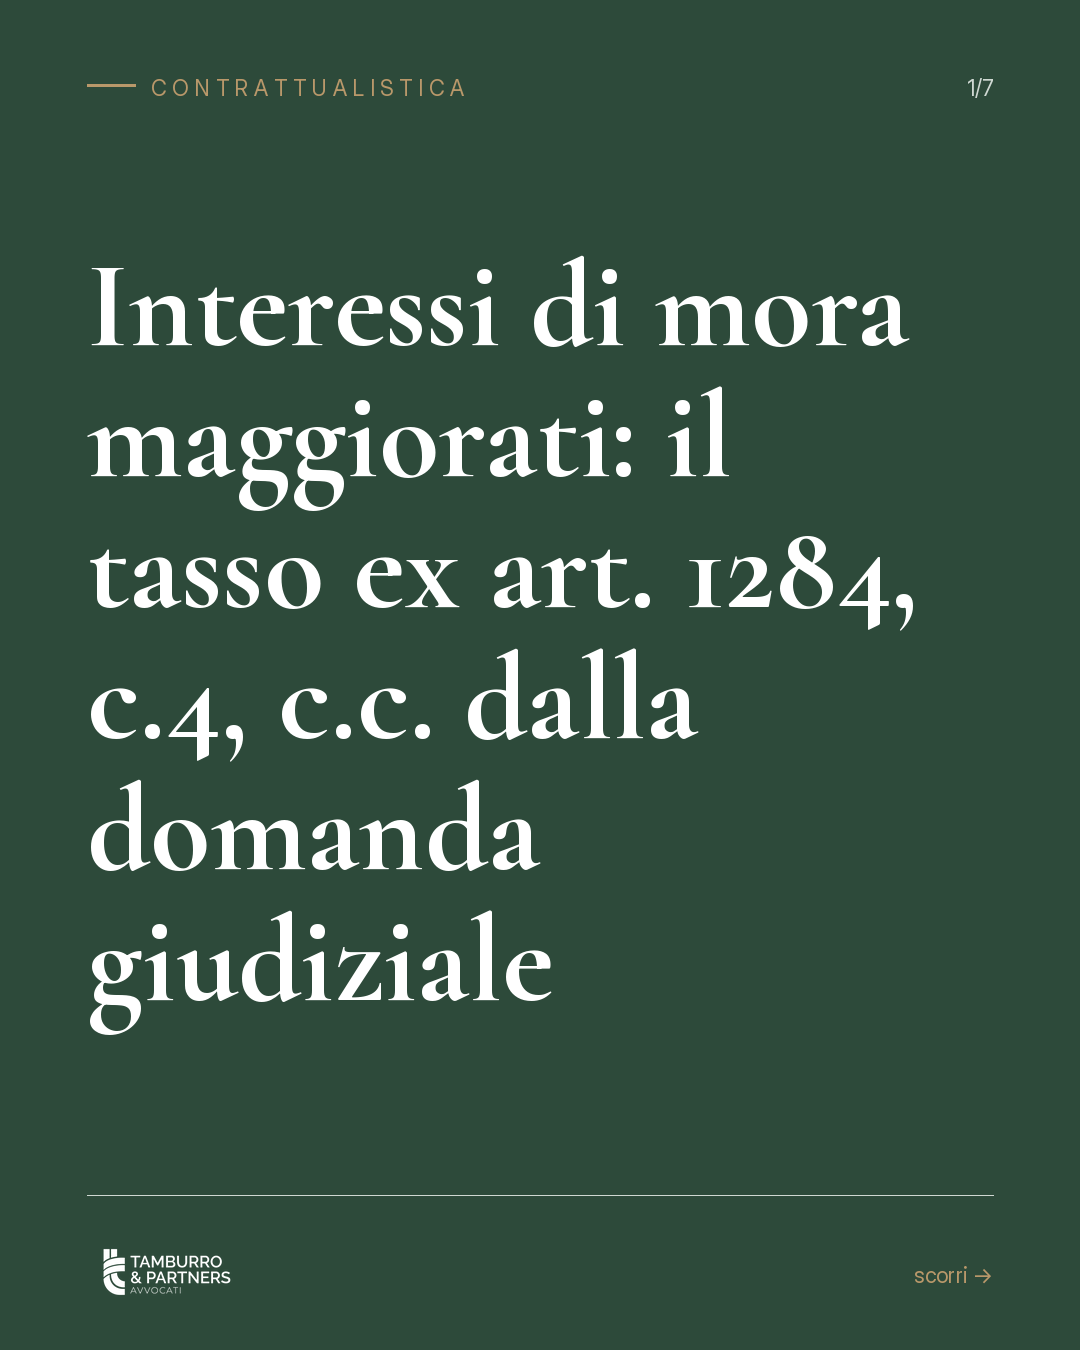 CONTRATTUALISTICA
1/7
Interessi di mora
maggiorati: il
tasso ex art. 1284,
c.4, c.c. dalla
domanda
giudiziale
TAMBURRO
& PARTNERS
AVVOCATI
scorri →